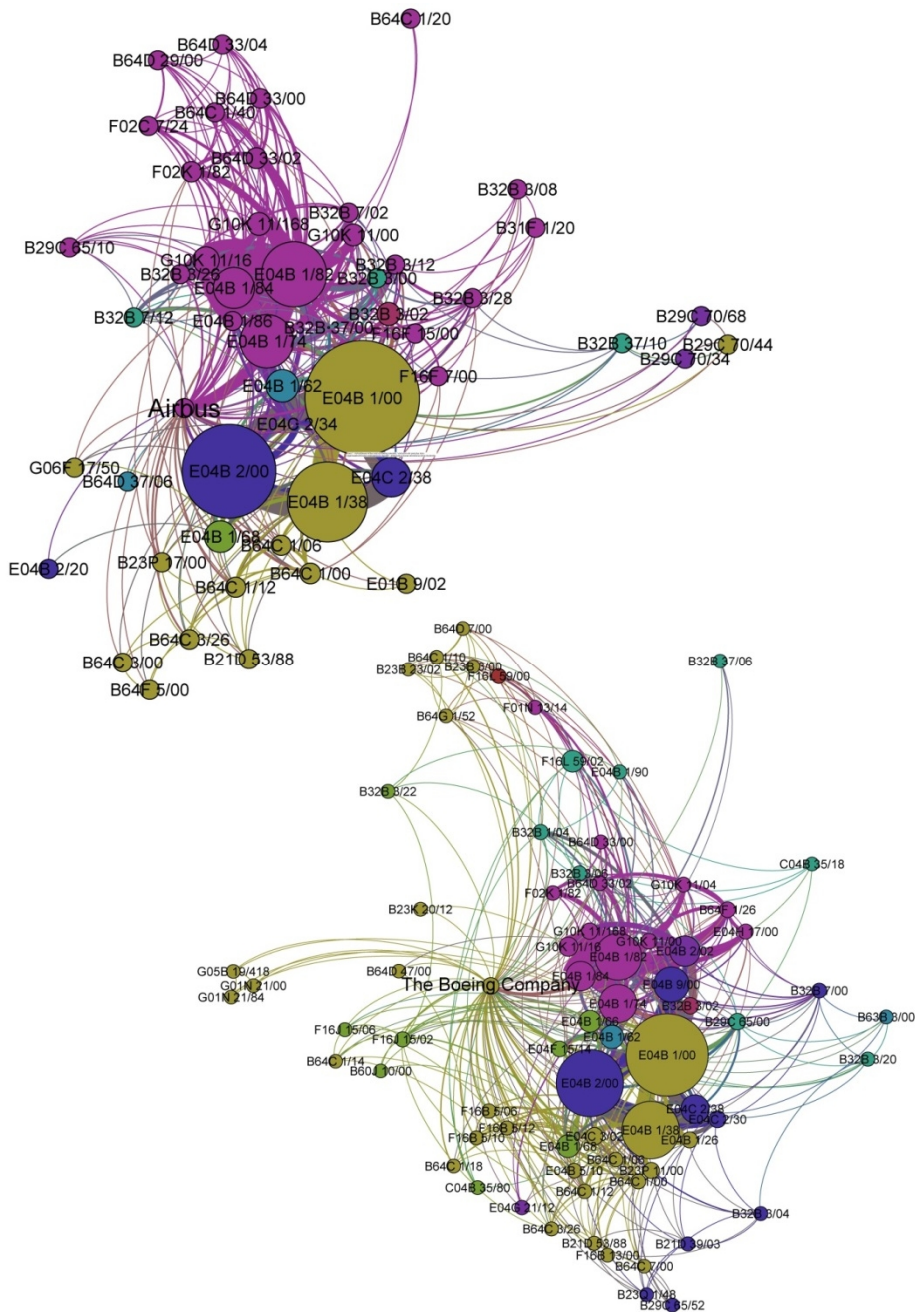 B64C 1/20
B64D 33/04
B64D 29/00
B64D 33/00
B64C 1/40
F02C 7/24
B64D 33/02
F02K 1/82
B32B 3/08
B32B 7/02
G10K 11/168
B31F 1/20
G10K 11/00
B29C 65/10
G10K 11/16
B32B 3/12
B32B 3/26
E04B 1/82
B32B 3/00
E04B 1/84
B32B 3/28
B32B 7/12
E04B 1/86
B32B 3/02
B29C 70/68
B32B 37/00
F16F 15/00
E04B 1/74
B32B 37/10
B29C 70/44
B29C 70/34
F16F 7/00
E04B 1/62
E04B 1/00
Airbus
E04C 2/34
G06F 17/50
E04B 2/00
E04C 2/38
B64D 37/06
E04B 1/38
E04B 1/68
B64C 1/06
B23P 17/00
E04B 2/20
B64C 1/00
B64C 1/12
E01B 9/02
B64C 3/26
B64C 3/00
B21D 53/88
B64F 5/00
B64C 1/10
B32B 37/06
B23B 23/02
F16L 59/00
F01N 13/14
B64G 1/52
F16L 59/02
E04B 1/90
B32B 3/22
B32B 1/04
B64D 33/00
C04B 35/18
B64D 33/02
G10K 11/04
F02K 1/82
B23K 20/12
B64F 1/26
G10K 11/168
E04H 17/00
G10K 11/16
G10K 11/00
E04B 2/02
E04B 1/82
G05B 19/418
B64D 47/00
E04B 1/84
G01N 21/00
The Boeing Company
E04B 9/00
G01N 21/84
E04B 1/74
B32B 3/02
B32B 7/00
E04B 1/66
B29C 65/00
B63B 3/00
F16J 15/06
F16J 15/02
E04B 1/62
E04F 15/14
E04B 1/00
B64C 1/14
B32B 3/20
B60J 10/00
E04B 2/00
F16B 5/06
E04C 2/38
E04C 2/30
F16B 5/12
F16B 5/10
E04C 3/02
E04B 1/38
E04B 1/26
E04B 1/68
B64C 1/18
B64C 1/06
E04B 5/10
B23P 11/00
B64C 1/00
C04B 35/80
B64C 1/12
E04G 21/12
B32B 3/04
B64C 3/26
B21D 53/88
B21D 39/03
F16B 13/00
B64C 7/00
B23Q 1/48
B29C 65/52